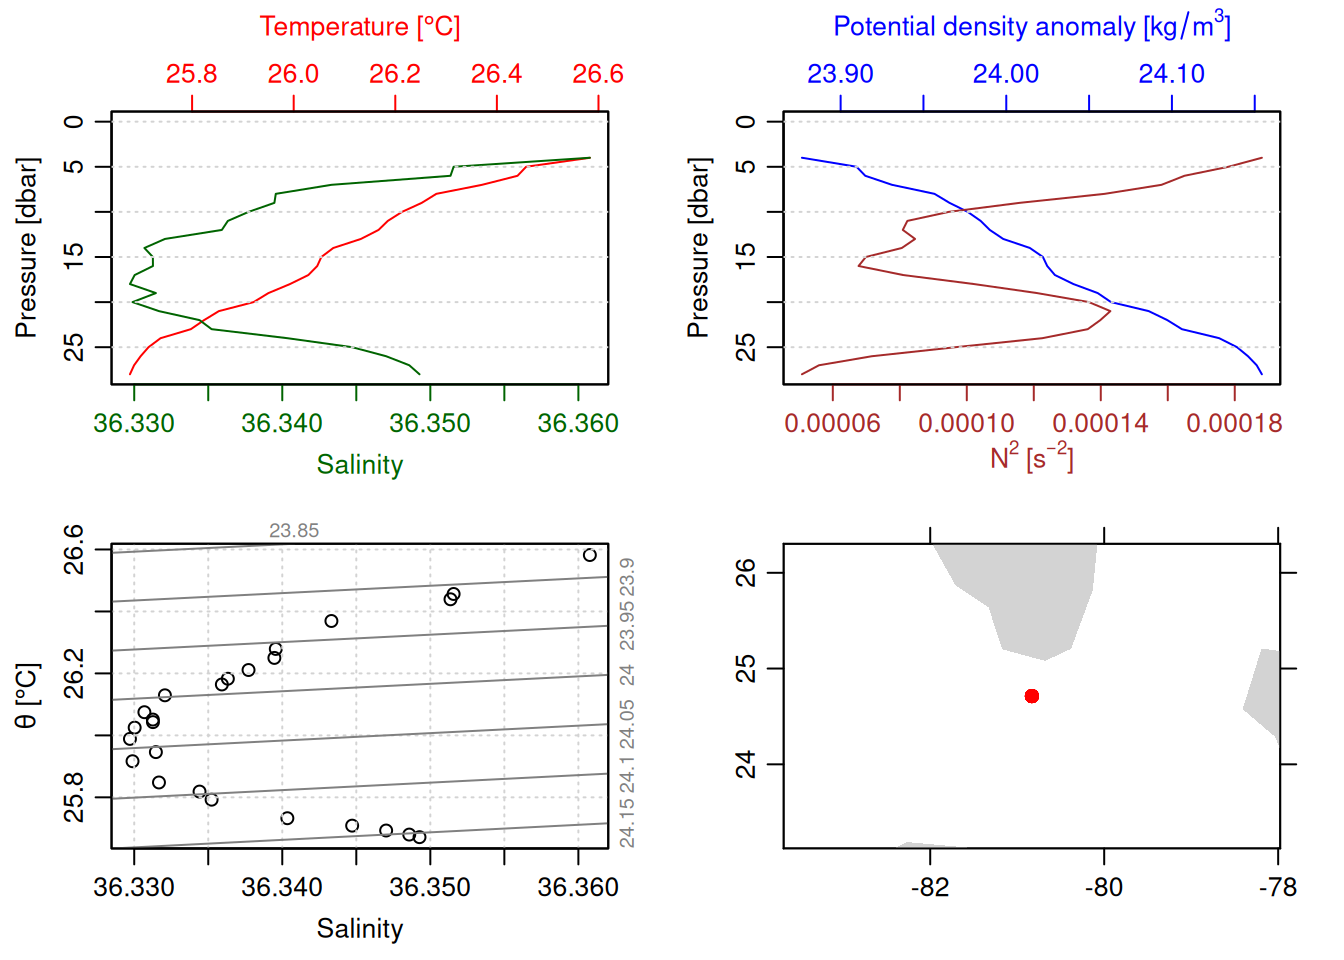 Temperature [°C]
25.8 26.0 26.2 26.4 26.6
Pressure [dbar]
0
5
15
25
36.330 36.340 36.350 36.360
Salinity
Potential density anomaly [kg/m³]
23.90 24.00 24.10
Pressure [dbar]
0
5
15
25
0.00006 0.00010 0.00014 0.00018
N² [s⁻²]
23.85
θ [°C]
26.6
26.2
25.8
23.9
23.95
24
24.05
24.1
24.15
36.330 36.340 36.350 36.360
Salinity
26
25
24
-82 -80 -78